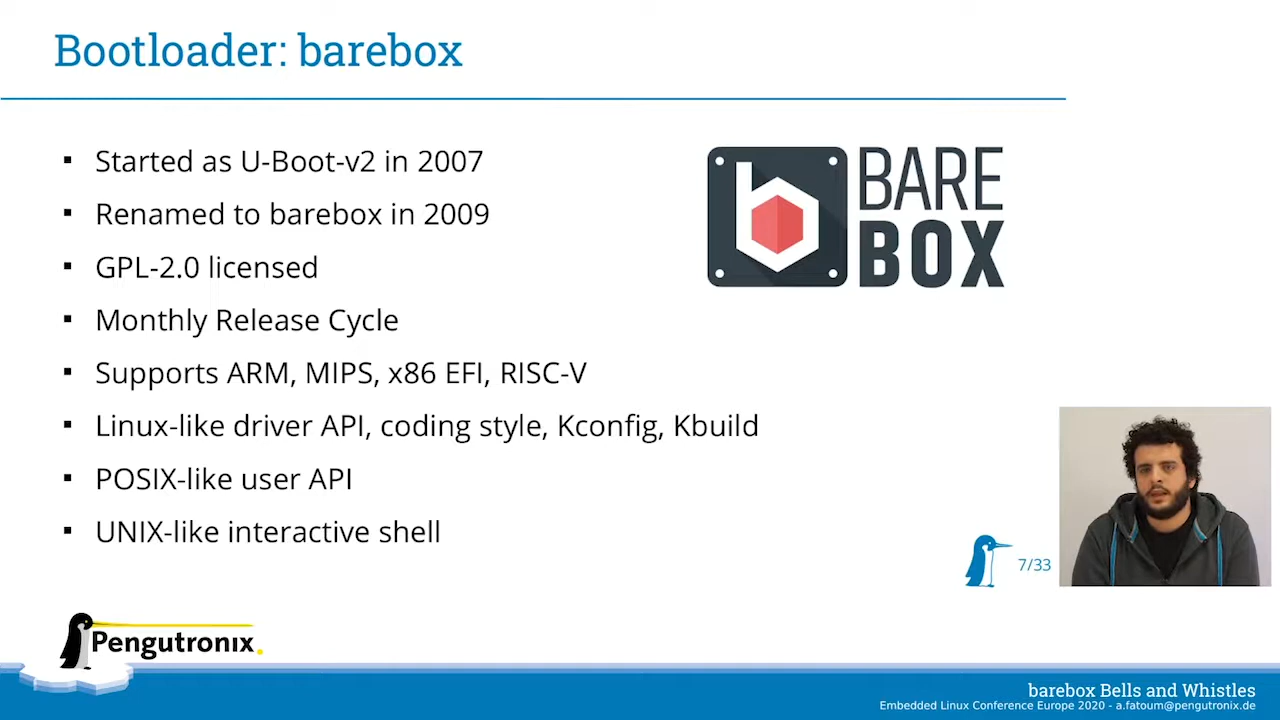 Bootloader: barebox
Started as U-Boot-v2 in 2007
Renamed to barebox in 2009
GPL-2.0 licensed
Monthly Release Cycle
Supports ARM, MIPS, x86 EFI, RISC-V
Linux-like driver API, coding style, Kconfig, Kbuild
POSIX-like user API
UNIX-like interactive shell
b
BARE
BOX
7/33
Pengutronix
barebox Bells and Whistles
Embedded Linux Conference Europe 2020 - a.fatoum@pengutronix.de